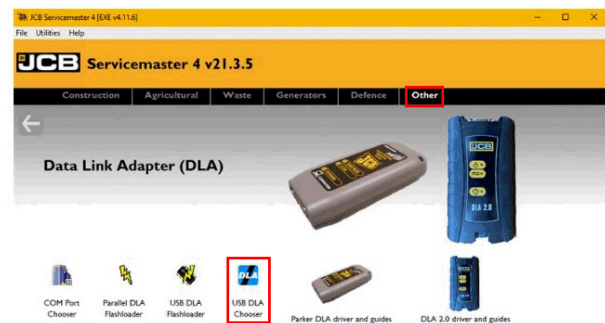 JCB Servicemaster 4 [EXE v4.11.6]
File Utilities Help
JCB Servicemaster 4 v21.3.5
Construction Agricultural Waste Generators Defence Other
Data Link Adapter (DLA)
JCB
DLA 2.0
DLA
COM Port
Chooser
Parallel DLA
Flashloader
USB DLA
Flashloader
USB DLA
Chooser
Parker DLA driver and guides
DLA 2.0 driver and guides